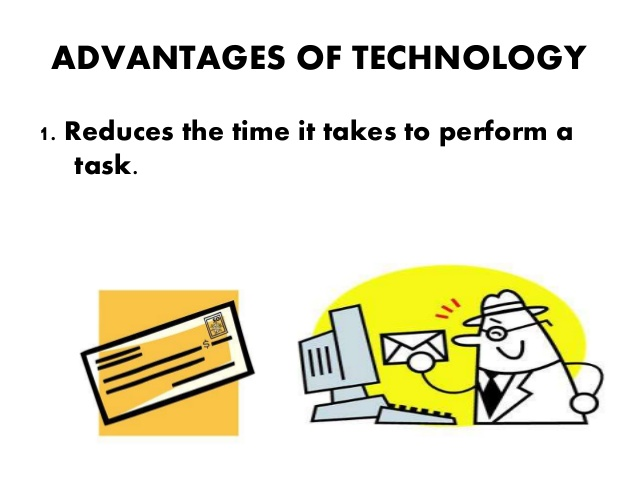 ADVANTAGES OF TECHNOLOGY
1. Reduces the time it takes to perform a
task.
$